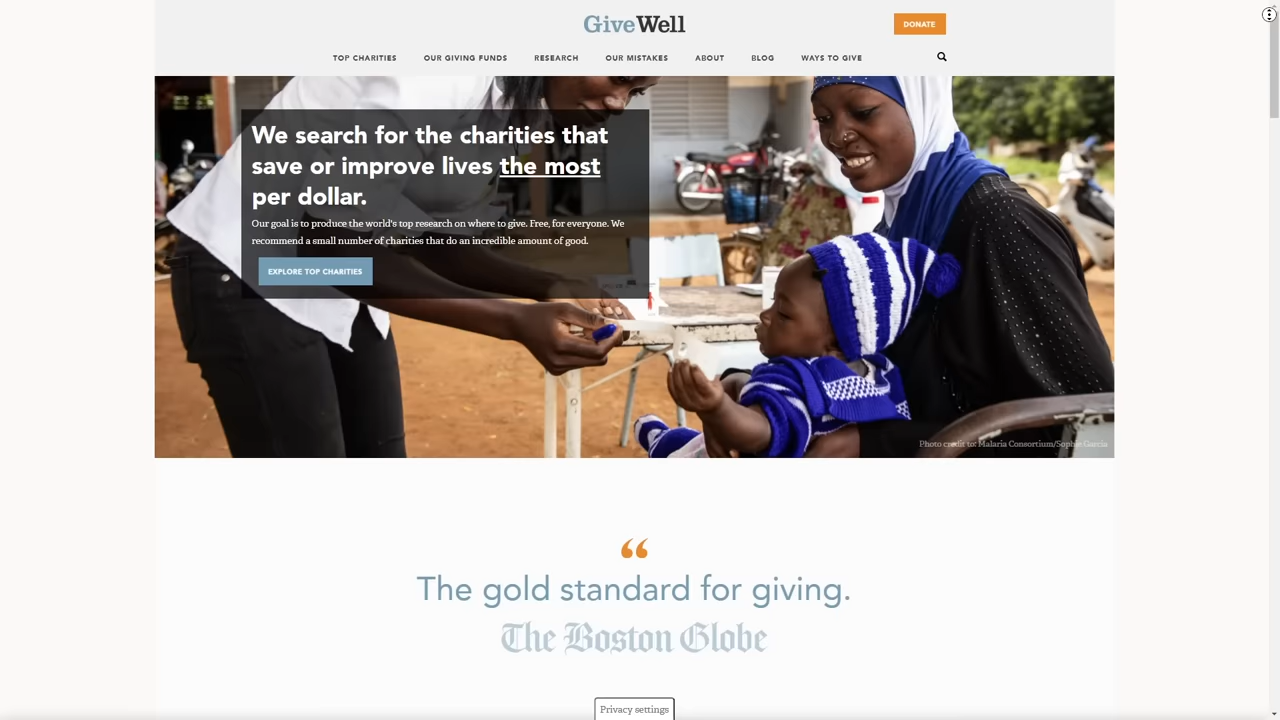 GiveWell
DONATE
TOP CHARITIES OUR GIVING FUNDS RESEARCH OUR MISTAKES ABOUT BLOG WAYS TO GIVE
We search for the charities that
save or improve lives the most
per dollar.
Our goal is to produce the world's top research on where to give. Free, for everyone. We
recommend a small number of charities that do an incredible amount of good.
EXPLORE TOP CHARITIES
Photo credit to: Malaria Consortium/Sophie Garcia
“
The gold standard for giving.
The Boston Globe
Privacy settings